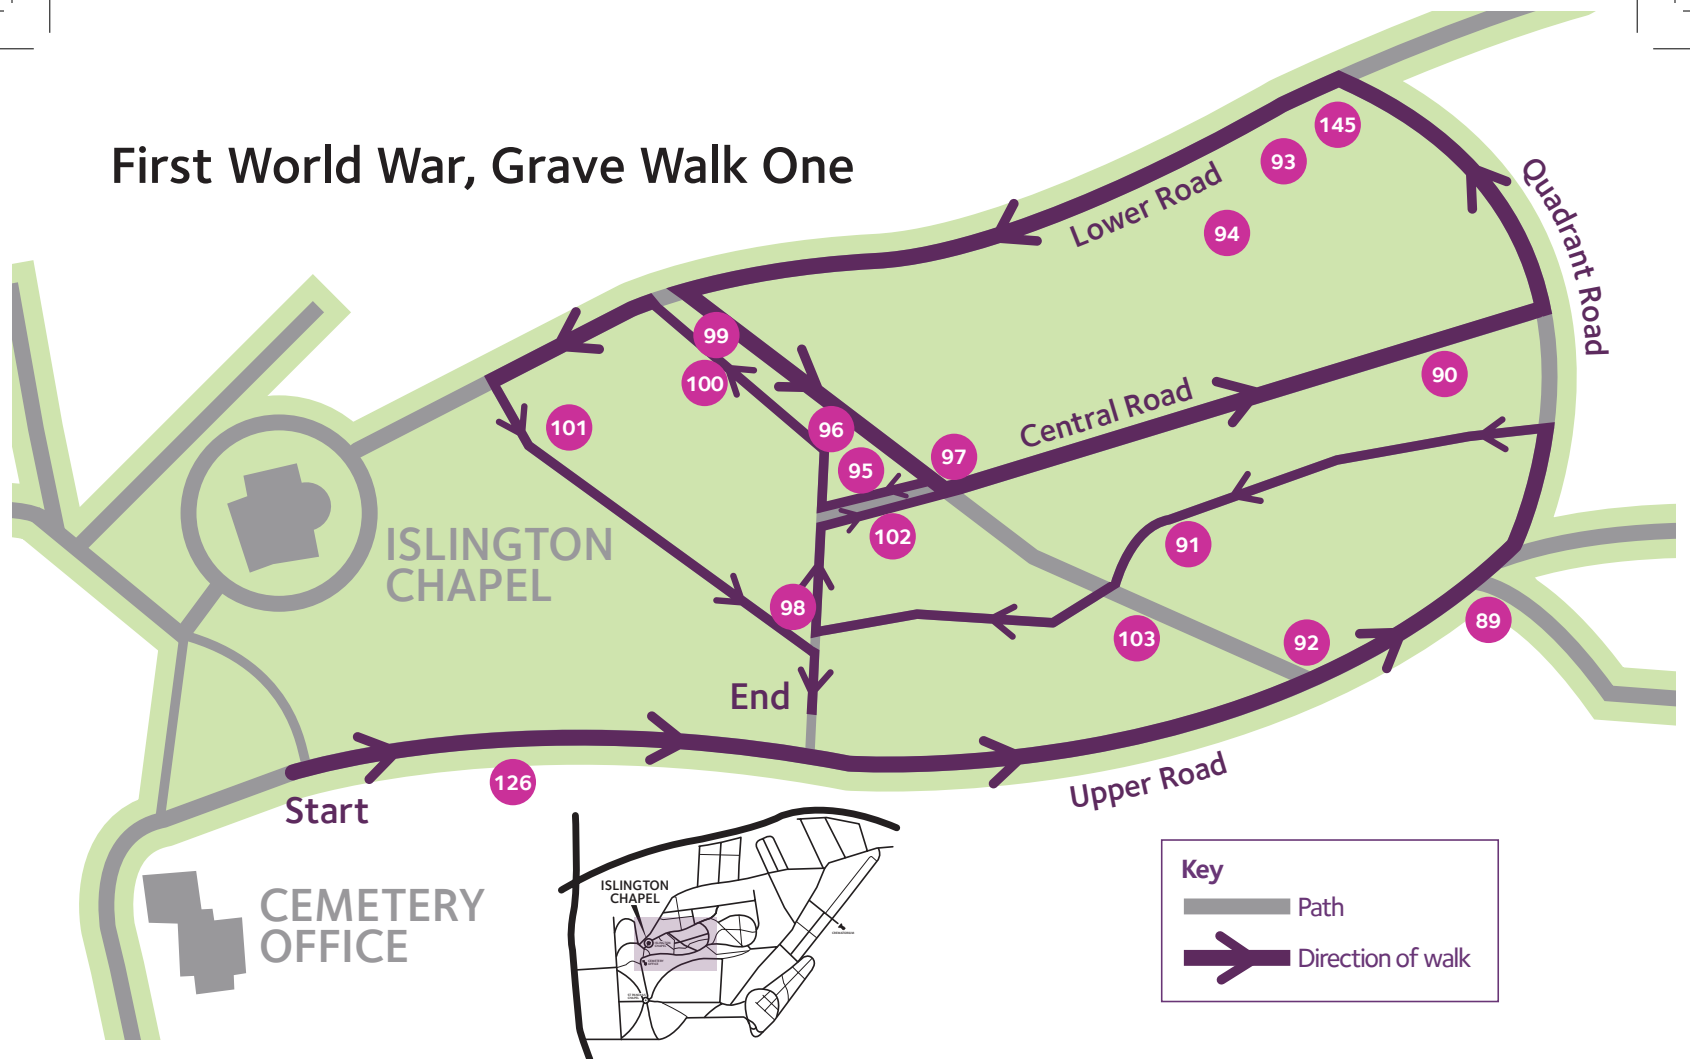 First World War, Grave Walk One
145
93
Lower Road
94
Quadrant Road
99
100
90
101
96
Central Road
95
97
102
91
ISLINGTON
CHAPEL
98
103
92
89
End
126
Start
Upper Road
CEMETERY
OFFICE
ISLINGTON
CHAPEL
Key
Path
Direction of walk